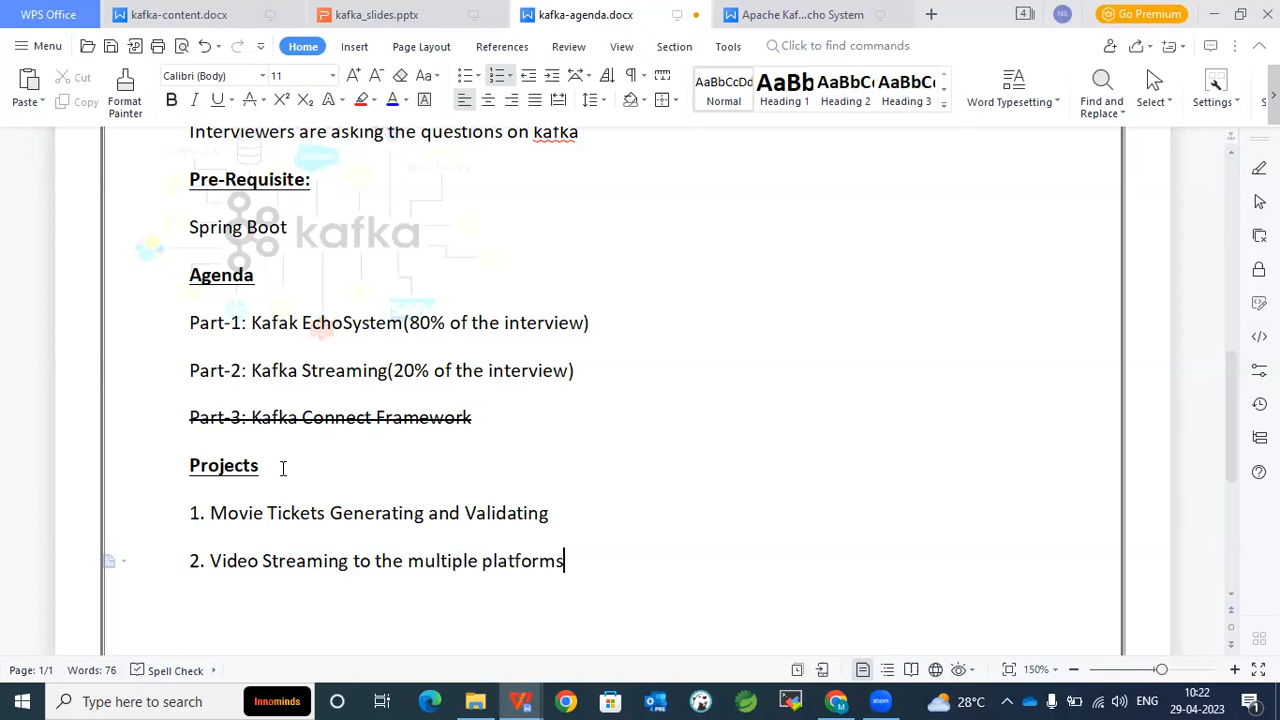 kafka-content.docx
kafka_slides.pptx
kafka-agenda.docx
Apache Kaf...cho System
4
NS
Go Premium
WPS Office
Menu
Home
Insert
Page Layout
References
Review
View
Section
Tools
Click to find commands
Paste
Cut
Copy
Format Painter
Calibri (Body)
11
AaBbCcDd
Normal
AaBb
Heading 1
AaBbC
Heading 2
AaBbC
Heading 3
Word Typesetting
Find and Replace
Select
Settings
Interviewers are asking the questions on kafka
Pre-Requisite:
kafka
Spring Boot
Agenda
Part-1: Kafak EchoSystem(80% of the interview)
Part-2: Kafka Streaming(20% of the interview)
Part-3: Kafka Connect Framework
Projects
1. Movie Tickets Generating and Validating
2. Video Streaming to the multiple platforms
Page: 1/1
Words: 76
Spell Check
150%
Type here to search
Innominds
28°C
ENG
10:22
29-04-2023